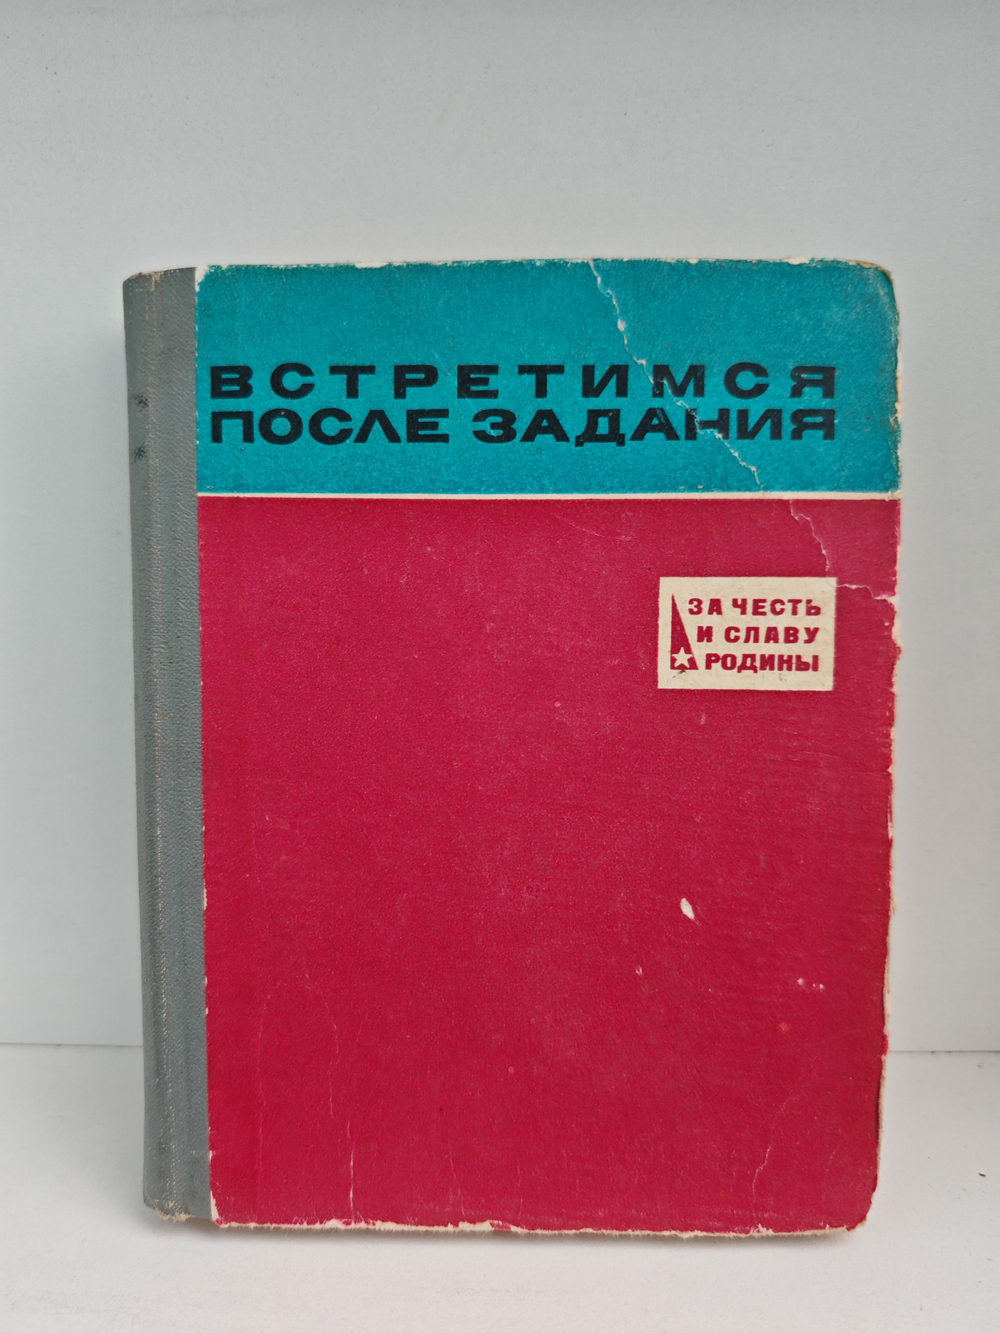 ВСТРЕТИМСЯ
ПОСЛЕ ЗАДАНИЯ
ЗА ЧЕСТЬ
И СЛАВУ
РОДИНЫ